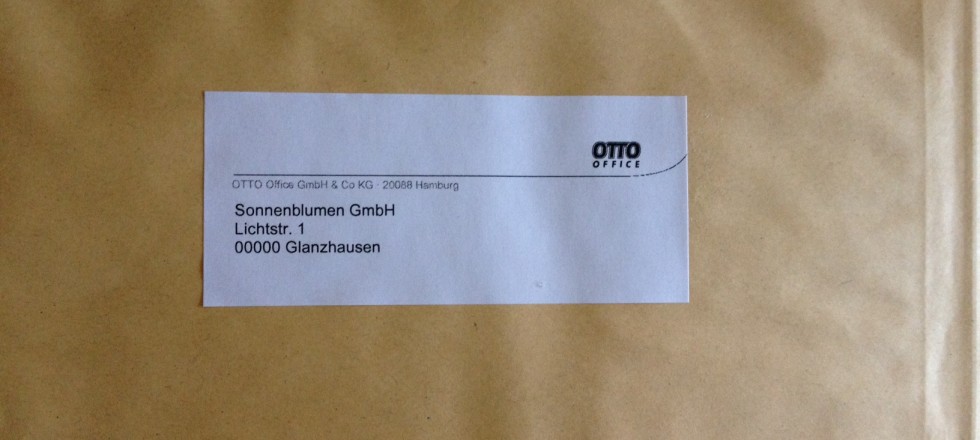 OTTO
OFFICE
OTTO Office GmbH & Co KG · 20088 Hamburg
Sonnenblumen GmbH
Lichtstr. 1
00000 Glanzhausen